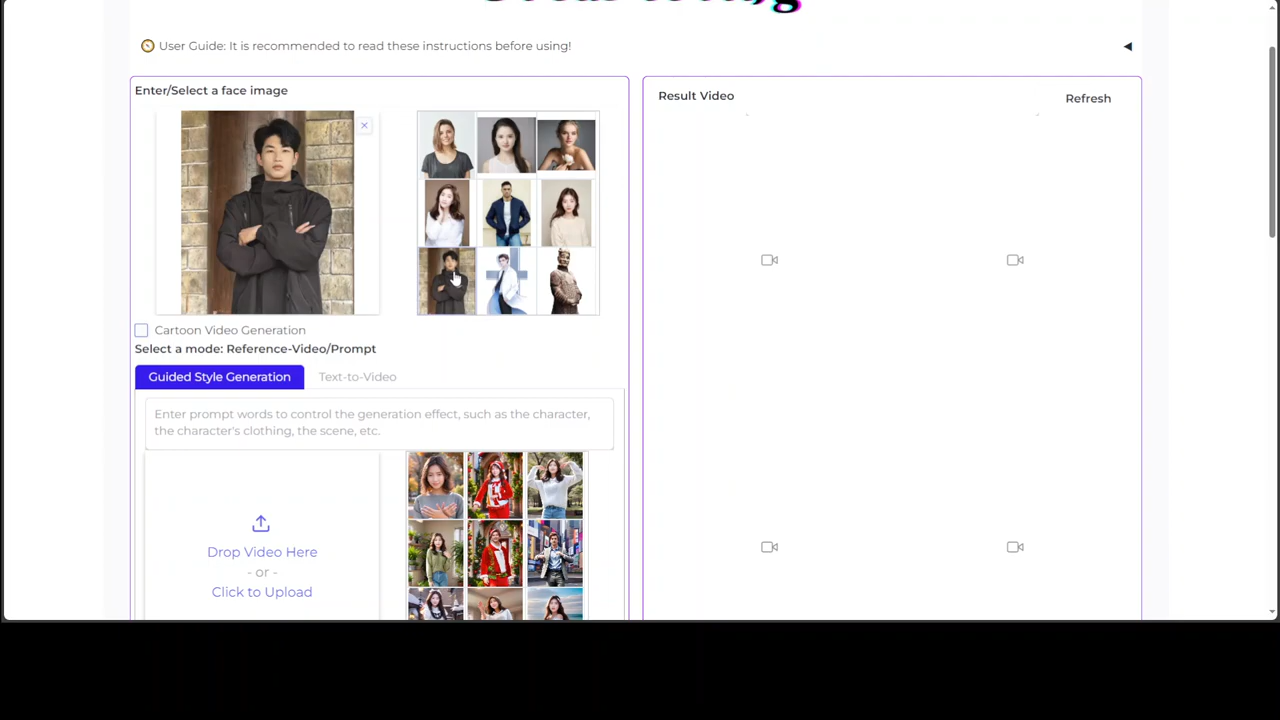 User Guide: It is recommended to read these instructions before using!
Enter/Select a face image
Result Video
Refresh
Cartoon Video Generation
Select a mode: Reference-Video/Prompt
Guided Style Generation
Text-to-Video
Enter prompt words to control the generation effect, such as the character,
the character's clothing, the scene, etc.
Drop Video Here
- or -
Click to Upload